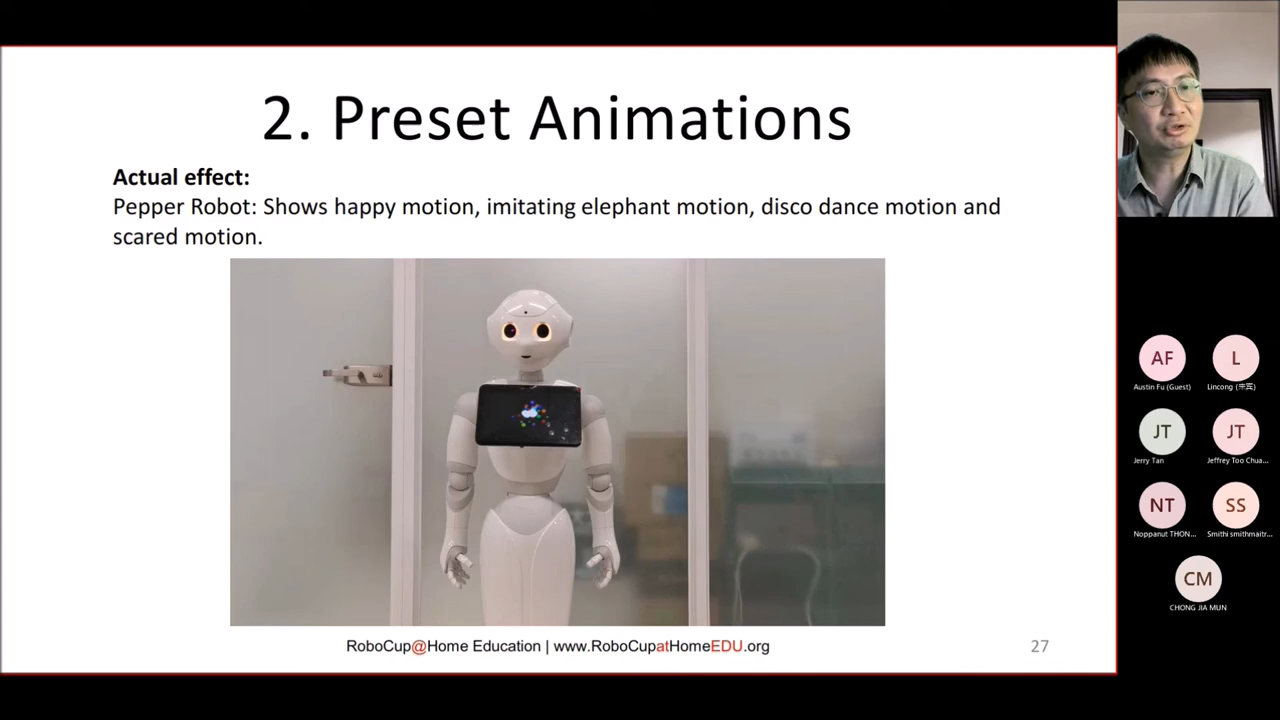 2. Preset Animations
Actual effect:
Pepper Robot: Shows happy motion, imitating elephant motion, disco dance motion and
scared motion.
RoboCup@Home Education | www.RoboCupatHomeEDU.org
27
AF
L
Austin Fu (Guest)
Lincong
JT
JT
Jerry Tan
Jeffrey Too Chua...
NT
SS
Noppanut THON...
Smithi smithmaitr...
CM
CHONG JIA MUN